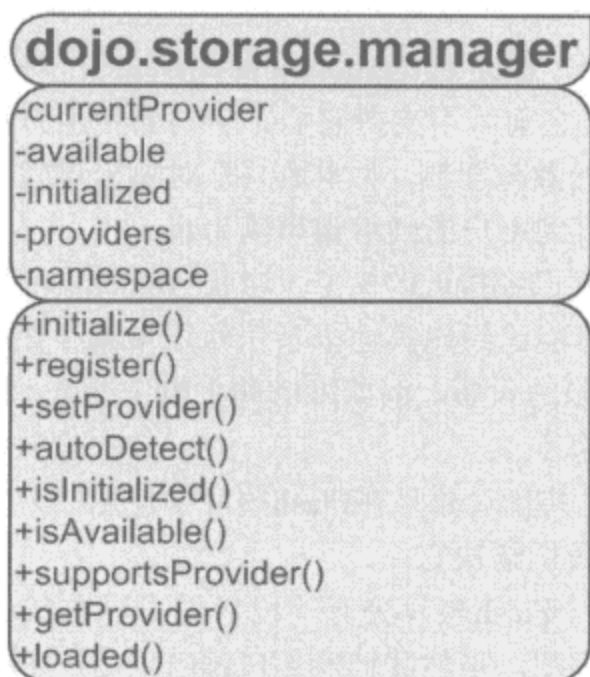 dojo.storage.manager
-currentProvider
-available
-initialized
-providers
-namespace
+initialize()
+register()
+setProvider()
+autoDetect()
+isInitialized()
+isAvailable()
+supportsProvider()
+getProvider()
+loaded()